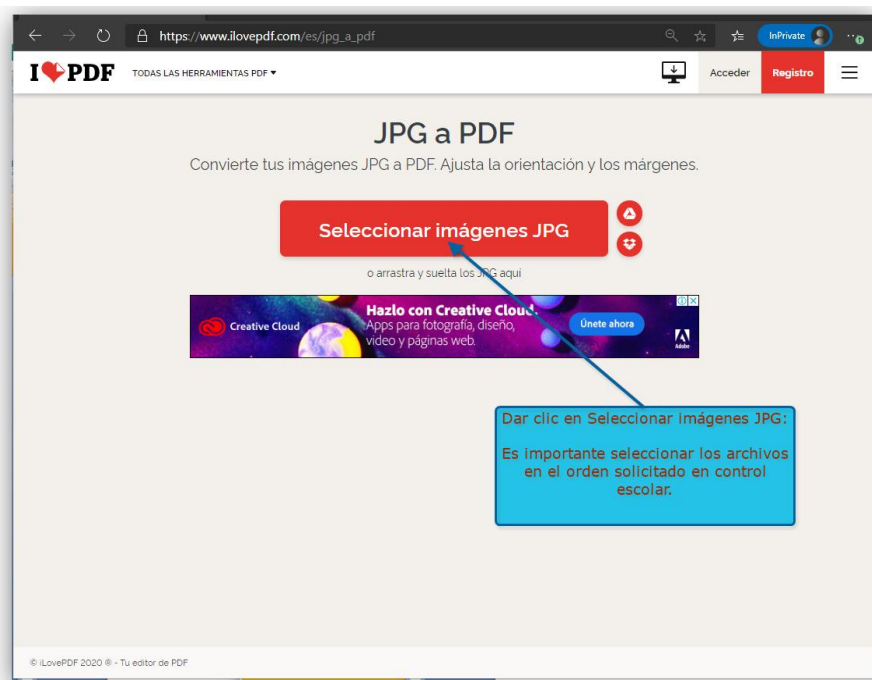 https://www.ilovepdf.com/es/jpg_a_pdf
InPrivate
I PDF
TODAS LAS HERRAMIENTAS PDF
Acceder
Registro
JPG a PDF
Convierte tus imágenes JPG a PDF. Ajusta la orientación y los márgenes.
Seleccionar imágenes JPG
o arrastra y suelta los JPG aquí
Creative Cloud
Hazlo con Creative Cloud.
Apps para fotografía, diseño,
video y páginas web.
Únete ahora
Adobe
Dar clic en Seleccionar imágenes JPG:
Es importante seleccionar los archivos
en el orden solicitado en control
escolar.
© iLovePDF 2020 ® - Tu editor de PDF